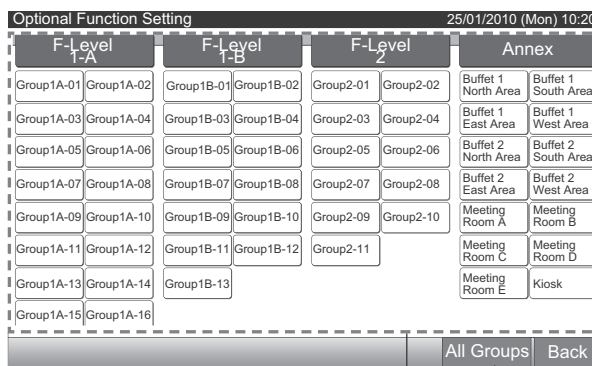 Optional Function Setting 25/01/2010 (Mon) 10:20
F-Level 1-A F-Level 1-B F-Level 2 Annex
Group1A-01 Group1A-02 Group1B-01 Group1B-02 Group2-01 Group2-02 Buffet 1 North Area Buffet 1 South Area
Group1A-03 Group1A-04 Group1B-03 Group1B-04 Group2-03 Group2-04 Buffet 1 East Area Buffet 1 West Area
Group1A-05 Group1A-06 Group1B-05 Group1B-06 Group2-05 Group2-06 Buffet 2 North Area Buffet 2 South Area
Group1A-07 Group1A-08 Group1B-07 Group1B-08 Group2-07 Group2-08 Buffet 2 East Area Buffet 2 West Area
Group1A-09 Group1A-10 Group1B-09 Group1B-10 Group2-09 Group2-10 Meeting Room A Meeting Room B
Group1A-11 Group1A-12 Group1B-11 Group1B-12 Group2-11 Meeting Room C Meeting Room D
Group1A-13 Group1A-14 Group1B-13 Meeting Room E Kiosk
Group1A-15 Group1A-16
All Groups Back